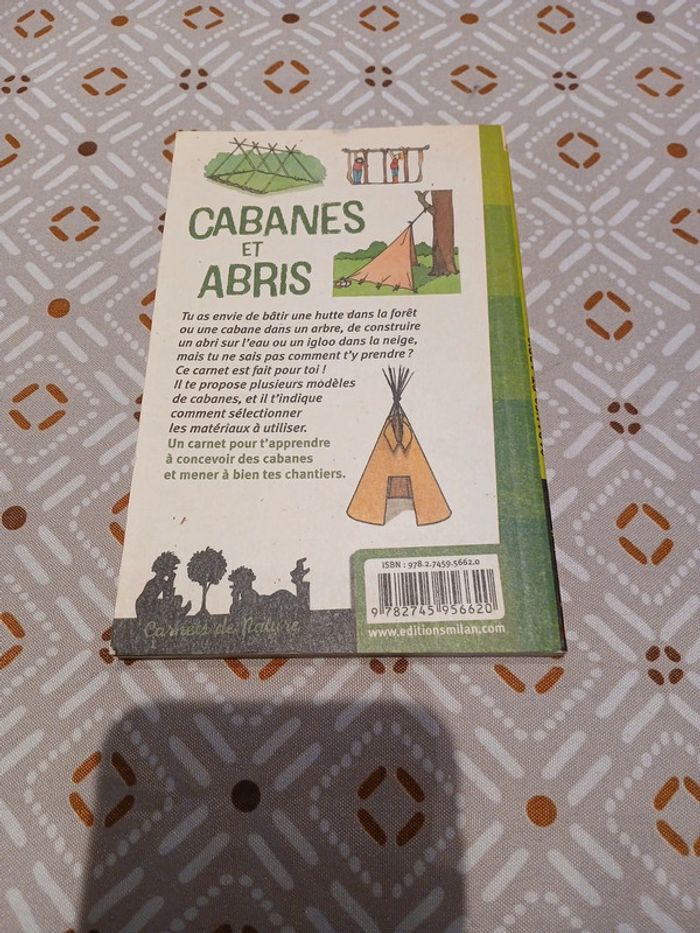 CABANES
ET
ABRIS
Tu as envie de bâtir une hutte dans la forêt
ou une cabane dans un arbre, de construire
un abri sur l'eau ou un igloo dans la neige,
mais tu ne sais pas comment t'y prendre ?
Ce carnet est fait pour toi !
Il te propose plusieurs modèles
de cabanes, et il t'indique
comment sélectionner
les matériaux à utiliser.
Un carnet pour t'apprendre
à concevoir des cabanes
et mener à bien tes chantiers.
ISBN : 978.2.7459.5662.0
9 782745 956620
www.editionsmilan.com
Carnets de Nature